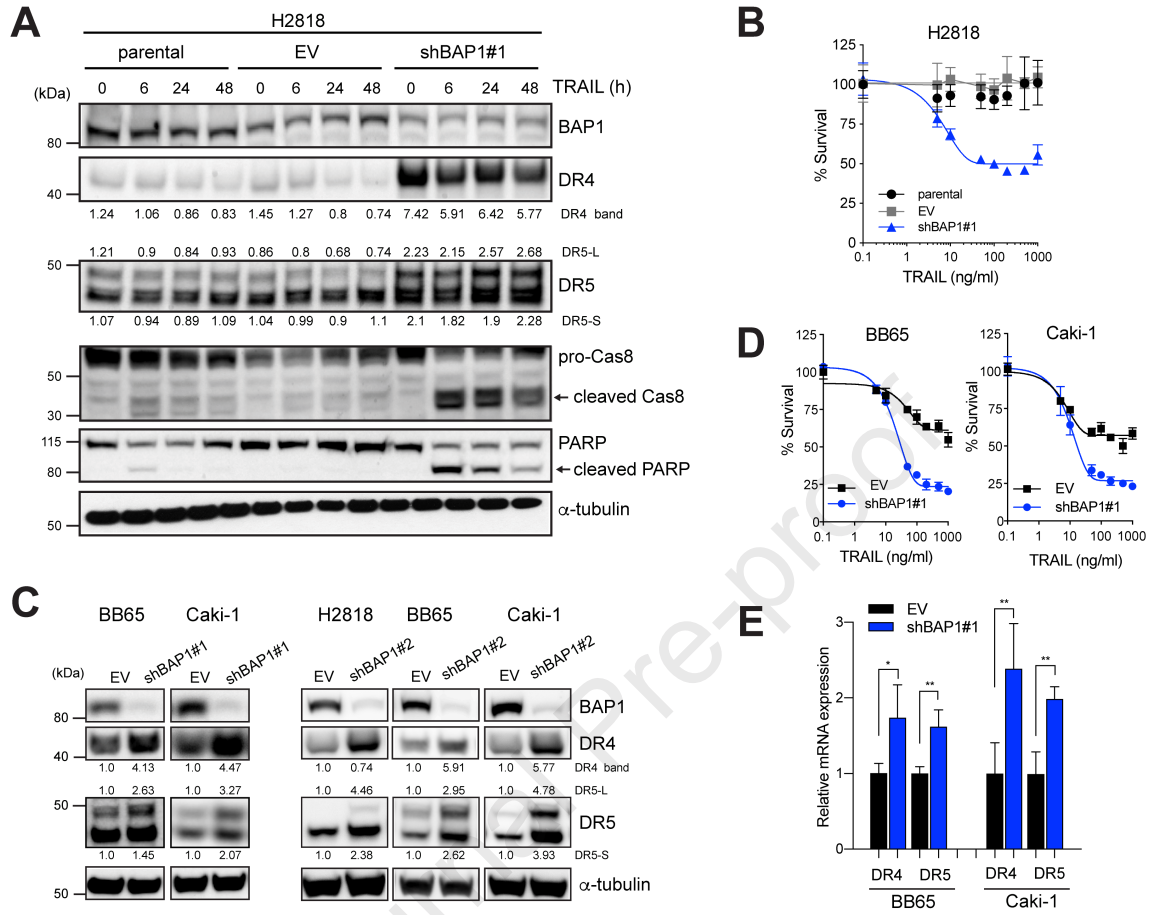 A
H2818
parental EV shBAP1#1
0 6 24 48 0 6 24 48 0 6 24 48 TRAIL (h)
(kDa)
BAP1
80
DR4
40
1.24 1.06 0.86 0.83 1.45 1.27 0.8 0.74 7.42 5.91 6.42 5.77 DR4 band
1.21 0.9 0.84 0.93 0.86 0.8 0.68 0.74 2.23 2.15 2.57 2.68 DR5-L
50
DR5
1.07 0.94 0.89 1.09 1.04 0.99 0.9 1.1 2.1 1.82 1.9 2.28 DR5-S
pro-Cas8
50
cleaved Cas8
30
115 PARP
80 cleaved PARP
α-tubulin
50
B
H2818
125
100
75
50
25
0
% Survival
parental
EV
shBAP1#1
0.1 1 10 100 1000
TRAIL (ng/ml)
C
BB65 Caki-1 H2818 BB65 Caki-1
(kDa) EV shBAP1#1 EV shBAP1#1 EV shBAP1#2 EV shBAP1#2 EV shBAP1#2
BAP1
80
DR4
40
1.0 4.13 1.0 4.47 1.0 0.74 1.0 5.91 1.0 5.77 DR4 band
1.0 2.63 1.0 3.27 1.0 4.46 1.0 2.95 1.0 4.78 DR5-L
50
DR5
1.0 1.45 1.0 2.07 1.0 2.38 1.0 2.62 1.0 3.93 DR5-S
α-tubulin
50
D
BB65
125
100
75
50
25
0
% Survival
EV
shBAP1#1
0.1 1 10 100 1000
TRAIL (ng/ml)
Caki-1
125
100
75
50
25
0
% Survival
EV
shBAP1#1
0.1 1 10 100 1000
TRAIL (ng/ml)
E
EV
shBAP1#1
3
2
1
0
Relative mRNA expression
* ** ** **
DR4 DR5 DR4 DR5
BB65 Caki-1
urnal Pre-proof